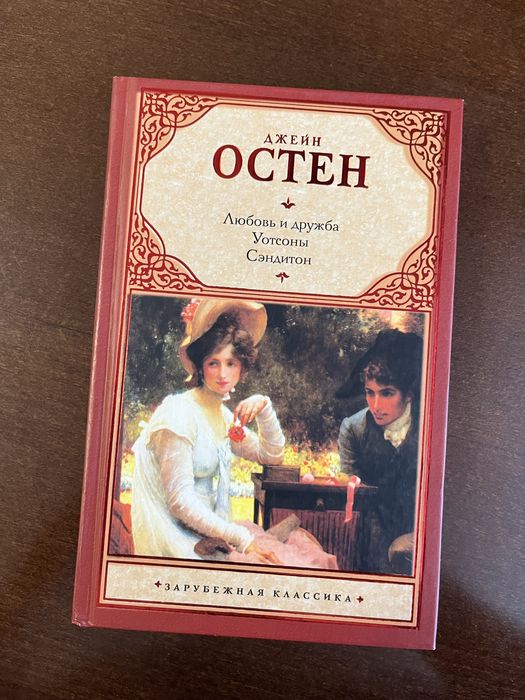 ДЖЕЙН
ОСТЕН
Любовь и дружба
Уотсоны
Сэндитон
ЗАРУБЕЖНАЯ КЛАССИКА